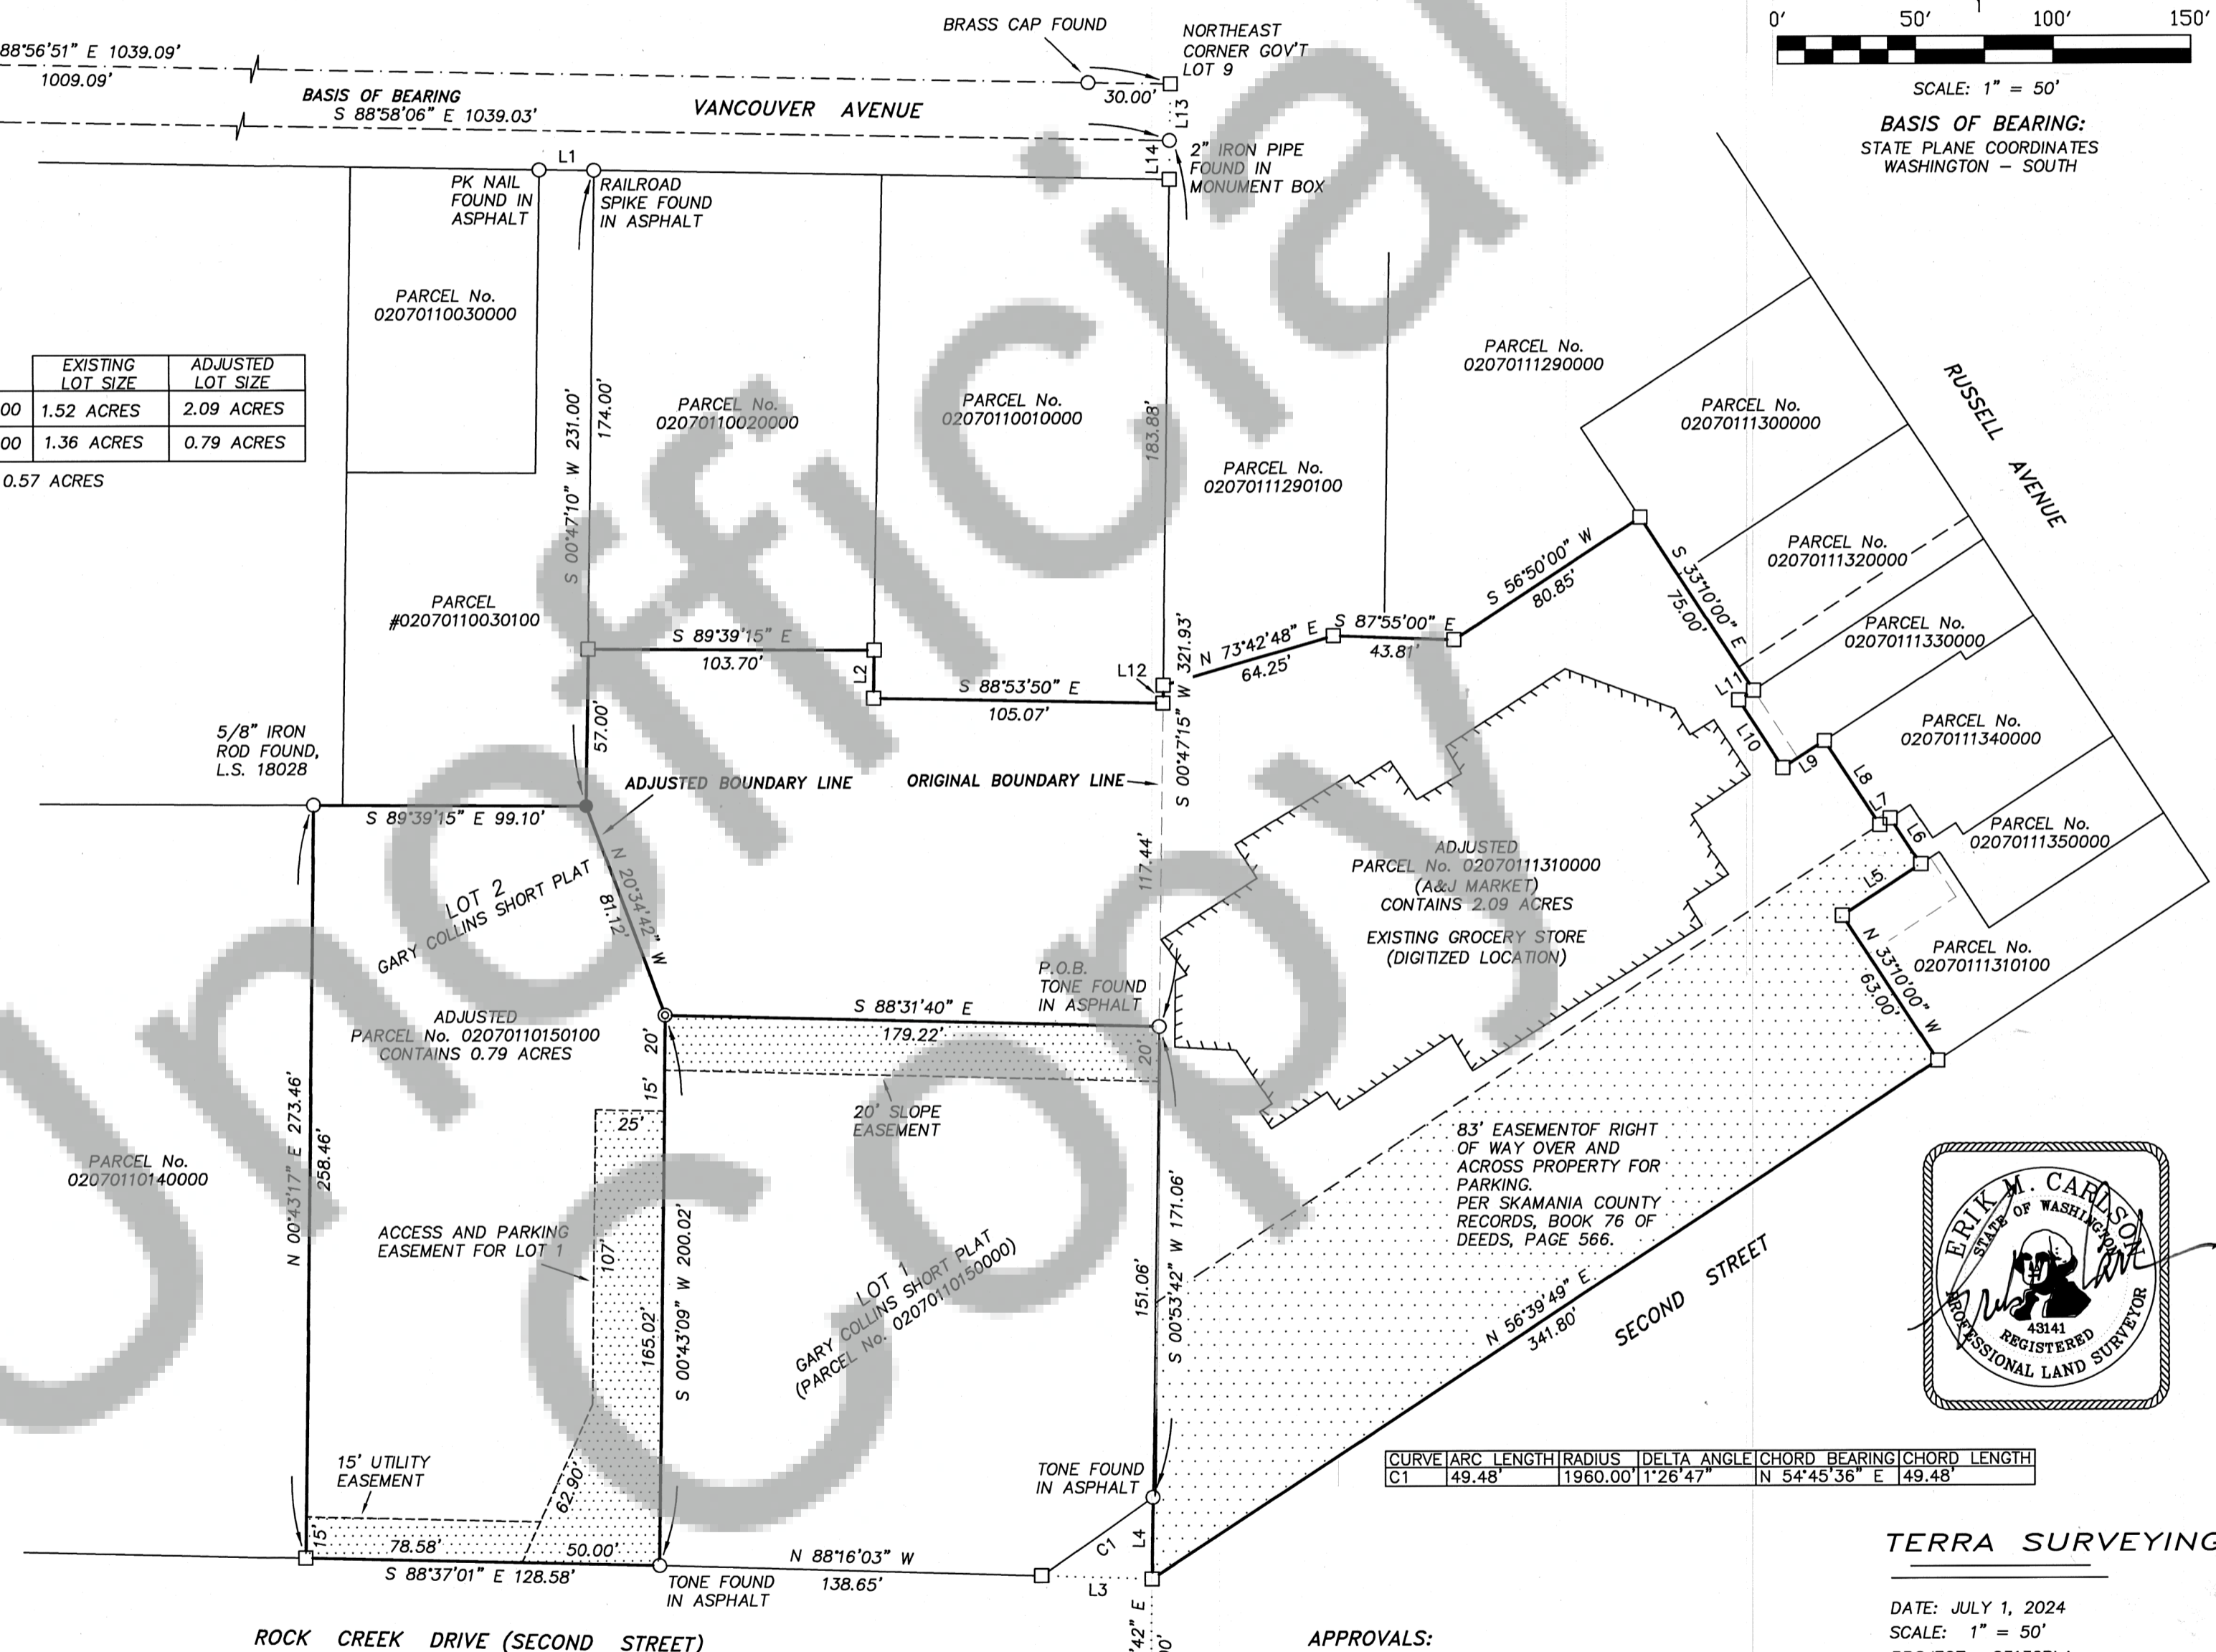 88°56'51" E 1039.09'
1009.09'
BASIS OF BEARING
S 88°58'06" E 1039.03'
VANCOUVER AVENUE
BRASS CAP FOUND
30.00'
NORTHEAST
CORNER GOV'T
LOT 9
L13
L14
2" IRON PIPE
FOUND IN
MONUMENT BOX
0' 50' 100' 150'
SCALE: 1" = 50'
BASIS OF BEARING:
STATE PLANE COORDINATES
WASHINGTON – SOUTH
L1
PK NAIL
FOUND IN
ASPHALT
RAILROAD
SPIKE FOUND
IN ASPHALT
PARCEL No.
02070110030000
EXISTING
LOT SIZE
ADJUSTED
LOT SIZE
00 1.52 ACRES 2.09 ACRES
00 1.36 ACRES 0.79 ACRES
0.57 ACRES
S 00°47'10" W 231.00'
174.00'
PARCEL No.
02070110020000
PARCEL No.
02070110010000
183.88'
PARCEL No.
02070111290100
PARCEL No.
02070111290000
PARCEL No.
02070111300000
RUSSELL AVENUE
PARCEL No.
02070111320000
PARCEL No.
02070111330000
PARCEL No.
02070111340000
PARCEL No.
02070111350000
PARCEL No.
02070111310100
PARCEL
#02070110030100
S 89°39'15" E
103.70'
L2
S 88°53'50" E
105.07'
L12
S 00°47'15" W 321.93'
N 73°42'48" E
64.25'
S 87°55'00" E
43.81'
S 56°50'00" W
80.85'
S 33°10'00" E
75.00'
L11
L10
L9
L8
L7
L6
L5
N 33°10'00" W
63.00'
5/8" IRON
ROD FOUND,
L.S. 18028
57.00'
ADJUSTED BOUNDARY LINE
ORIGINAL BOUNDARY LINE
S 89°39'15" E 99.10'
LOT 2
GARY COLLINS SHORT PLAT
N 20°34'42" W
81.12'
117.44'
ADJUSTED
PARCEL No. 02070111310000
(A&J MARKET)
CONTAINS 2.09 ACRES
EXISTING GROCERY STORE
(DIGITIZED LOCATION)
P.O.B.
TONE FOUND
IN ASPHALT
S 88°31'40" E
179.22'
20'
20'
15'
25'
20' SLOPE
EASEMENT
ADJUSTED
PARCEL No. 02070110150100
CONTAINS 0.79 ACRES
N 00°43'17" E 273.46'
258.46'
PARCEL No.
02070110140000
ACCESS AND PARKING
EASEMENT FOR LOT 1
107'
165.02'
S 00°43'09" W 200.02'
LOT 1
GARY COLLINS SHORT PLAT
(PARCEL No. 02070110150000)
151.06'
S 00°53'42" W 171.06'
83' EASEMENTOF RIGHT
OF WAY OVER AND
ACROSS PROPERTY FOR
PARKING.
PER SKAMANIA COUNTY
RECORDS, BOOK 76 OF
DEEDS, PAGE 566.
N 56°39'49" E
341.80'
SECOND STREET
ERIK M. CARLSON
STATE OF WASHINGTON
43141
REGISTERED
PROFESSIONAL LAND SURVEYOR
CURVE ARC LENGTH RADIUS DELTA ANGLE CHORD BEARING CHORD LENGTH
C1 49.48' 1960.00' 1°26'47" N 54°45'36" E 49.48'
15' UTILITY
EASEMENT
62.90'
15'
78.58'
50.00'
S 88°37'01" E 128.58'
TONE FOUND
IN ASPHALT
N 88°16'03" W
138.65'
TONE FOUND
IN ASPHALT
C1
L4
L3
42" E
ROCK CREEK DRIVE (SECOND STREET)
APPROVALS:
TERRA SURVEYING
DATE: JULY 1, 2024
SCALE: 1" = 50'
Unofficial
Copy